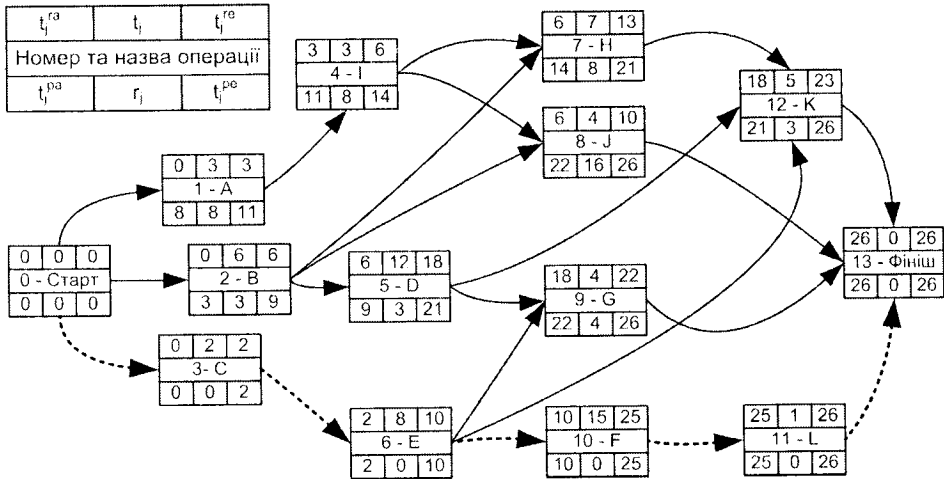 t_j^ra t_j t_j^re
Номер та назва операції
t_j^pa r_j t_j^pe
3 3 6
4 - I
11 8 14
6 7 13
7 - H
14 8 21
18 5 23
12 - K
21 3 26
6 4 10
8 - J
22 16 26
0 3 3
1 - A
8 8 11
0 0 0
0 - Старт
0 0 0
0 6 6
2 - B
3 3 9
6 12 18
5 - D
9 3 21
18 4 22
9 - G
22 4 26
26 0 26
13 - Фініш
26 0 26
0 2 2
3- C
0 0 2
2 8 10
6 - E
2 0 10
10 15 25
10 - F
10 0 25
25 1 26
11 - L
25 0 26